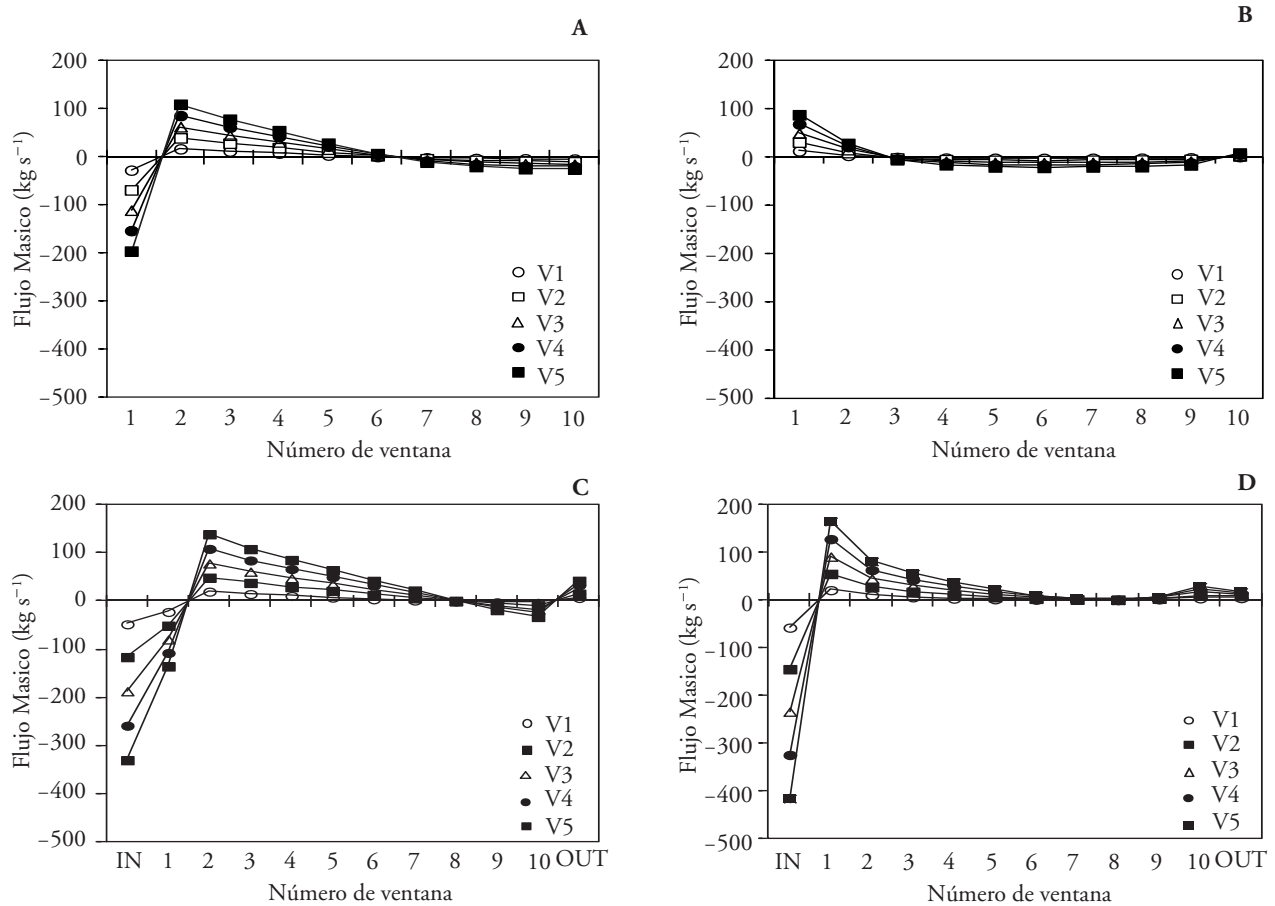 A
200
100
0
−100
−200
−300
−400
−500
Flujo Masico (kg s−1)
V1
V2
V3
V4
V5
1 2 3 4 5 6 7 8 9 10
Número de ventana
B
200
100
0
−100
−200
−300
−400
−500
Flujo Masico (kg s−1)
V1
V2
V3
V4
V5
1 2 3 4 5 6 7 8 9 10
Número de ventana
C
200
100
0
−100
−200
−300
−400
−500
Flujo Masico (kg s−1)
V1
V2
V3
V4
V5
IN 1 2 3 4 5 6 7 8 9 10 OUT
Número de ventana
D
200
100
0
−100
−200
−300
−400
−500
Flujo Masico (kg s−1)
V1
V2
V3
V4
V5
IN 1 2 3 4 5 6 7 8 9 10 OUT
Número de ventana